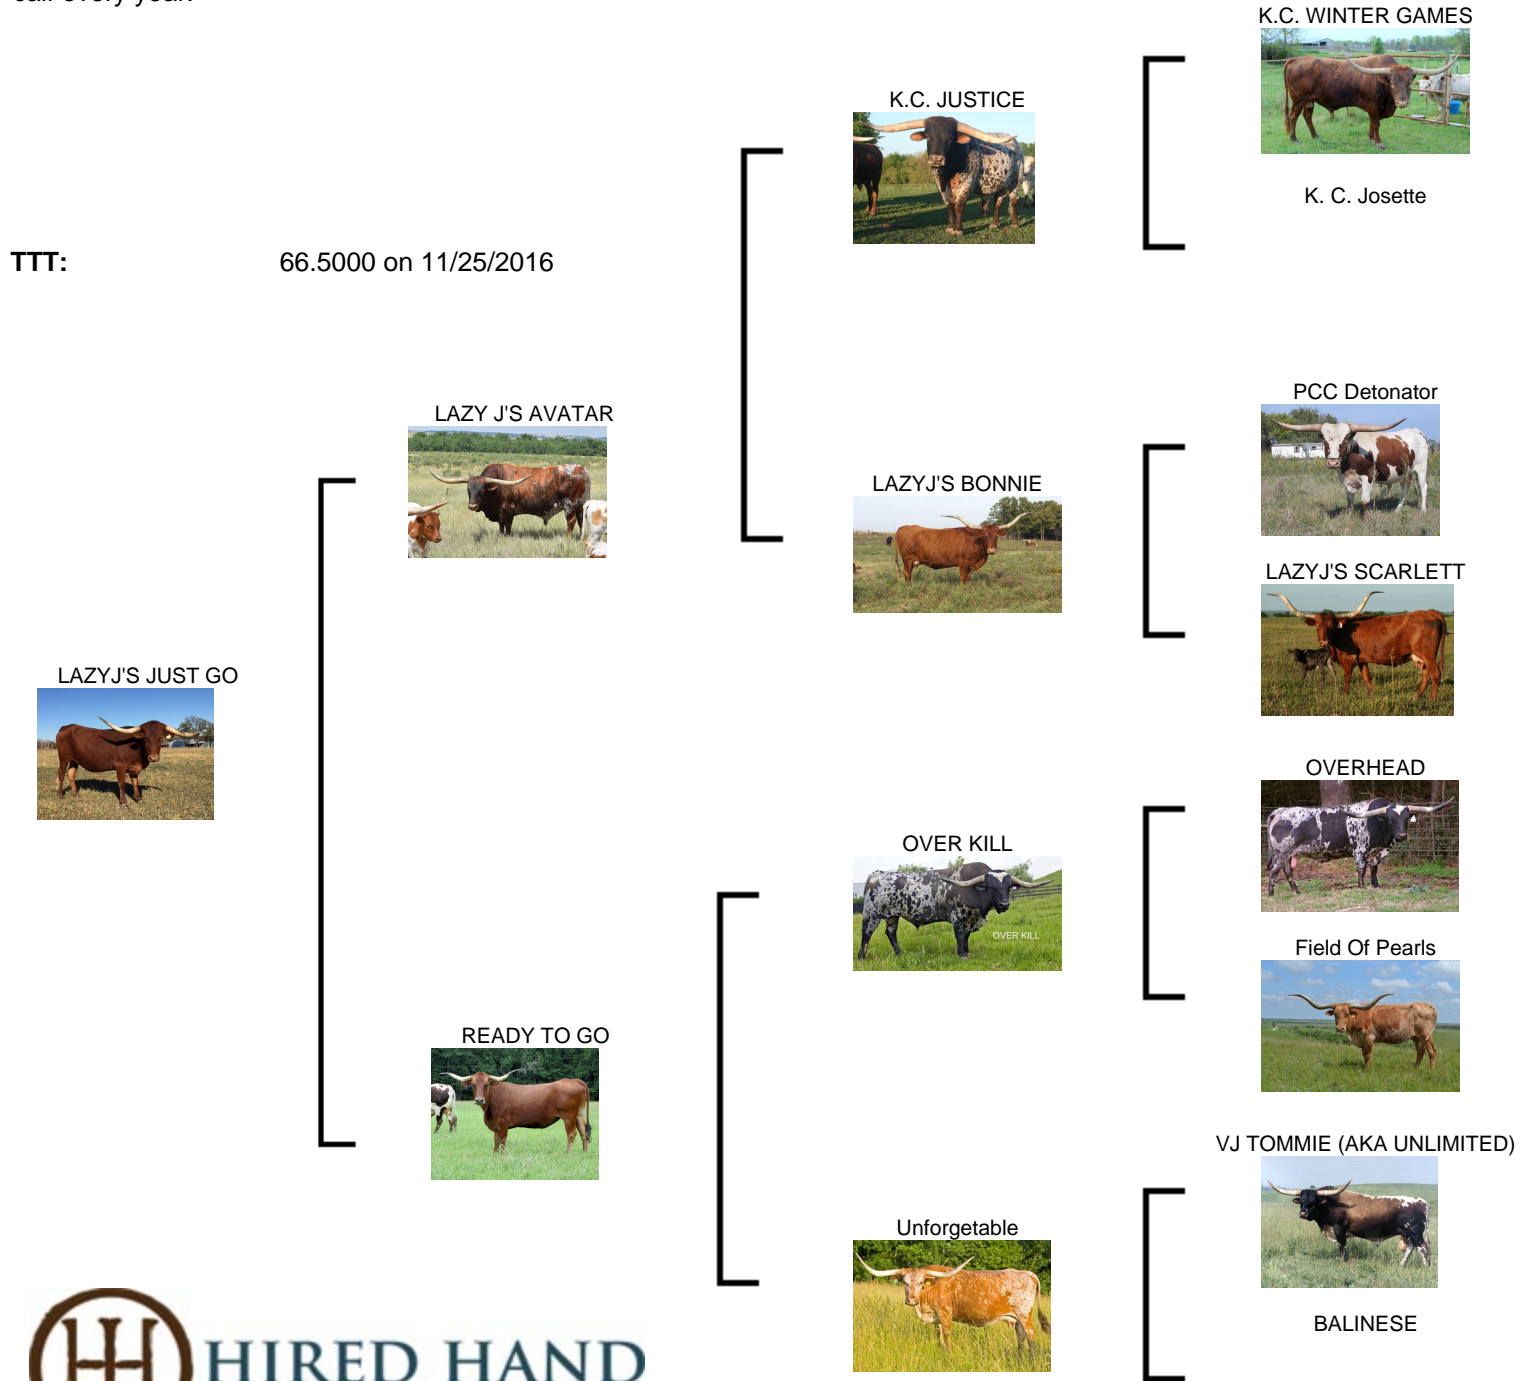 K.C. WINTER GAMES
K.C. JUSTICE
K. C. Josette
TTT: 66.5000 on 11/25/2016
PCC Detonator
LAZY J'S AVATAR
LAZYJ'S BONNIE
LAZYJ'S SCARLETT
LAZYJ'S JUST GO
OVERHEAD
OVER KILL
OVER KILL
Field Of Pearls
READY TO GO
VJ TOMMIE (AKA UNLIMITED)
Unforgetable
BALINESE
HIRED HAND